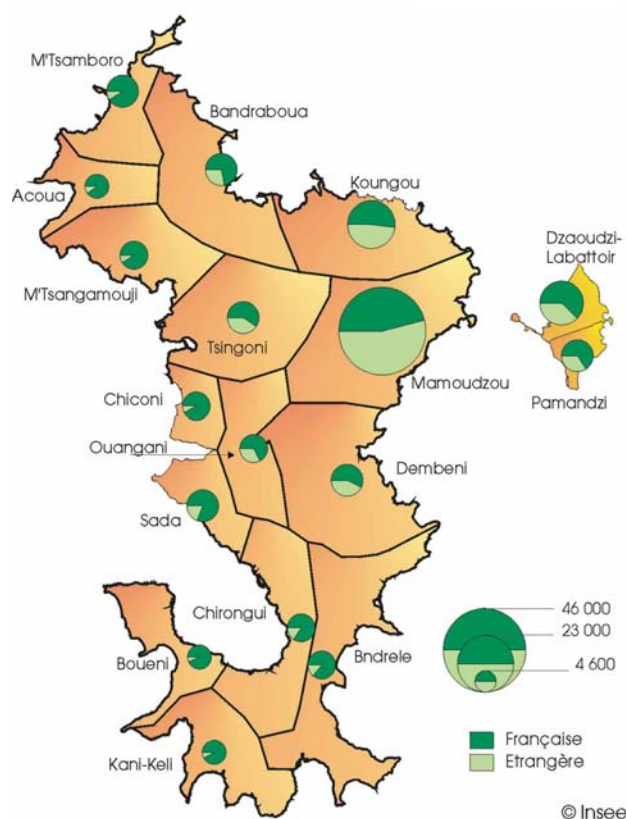 M'Tsamboro
Bandraboua
Koungou
Acoua
Dzaoudzi-
Labattoir
M'Tsangamouji
Tsingoni
Mamoudzou
Pamandzi
Chiconi
Ouangani
Dembeni
Sada
Chirongui
46 000
23 000
4 600
Boueni
Bndrele
Française
Etrangère
Kani-Keli
© Insee